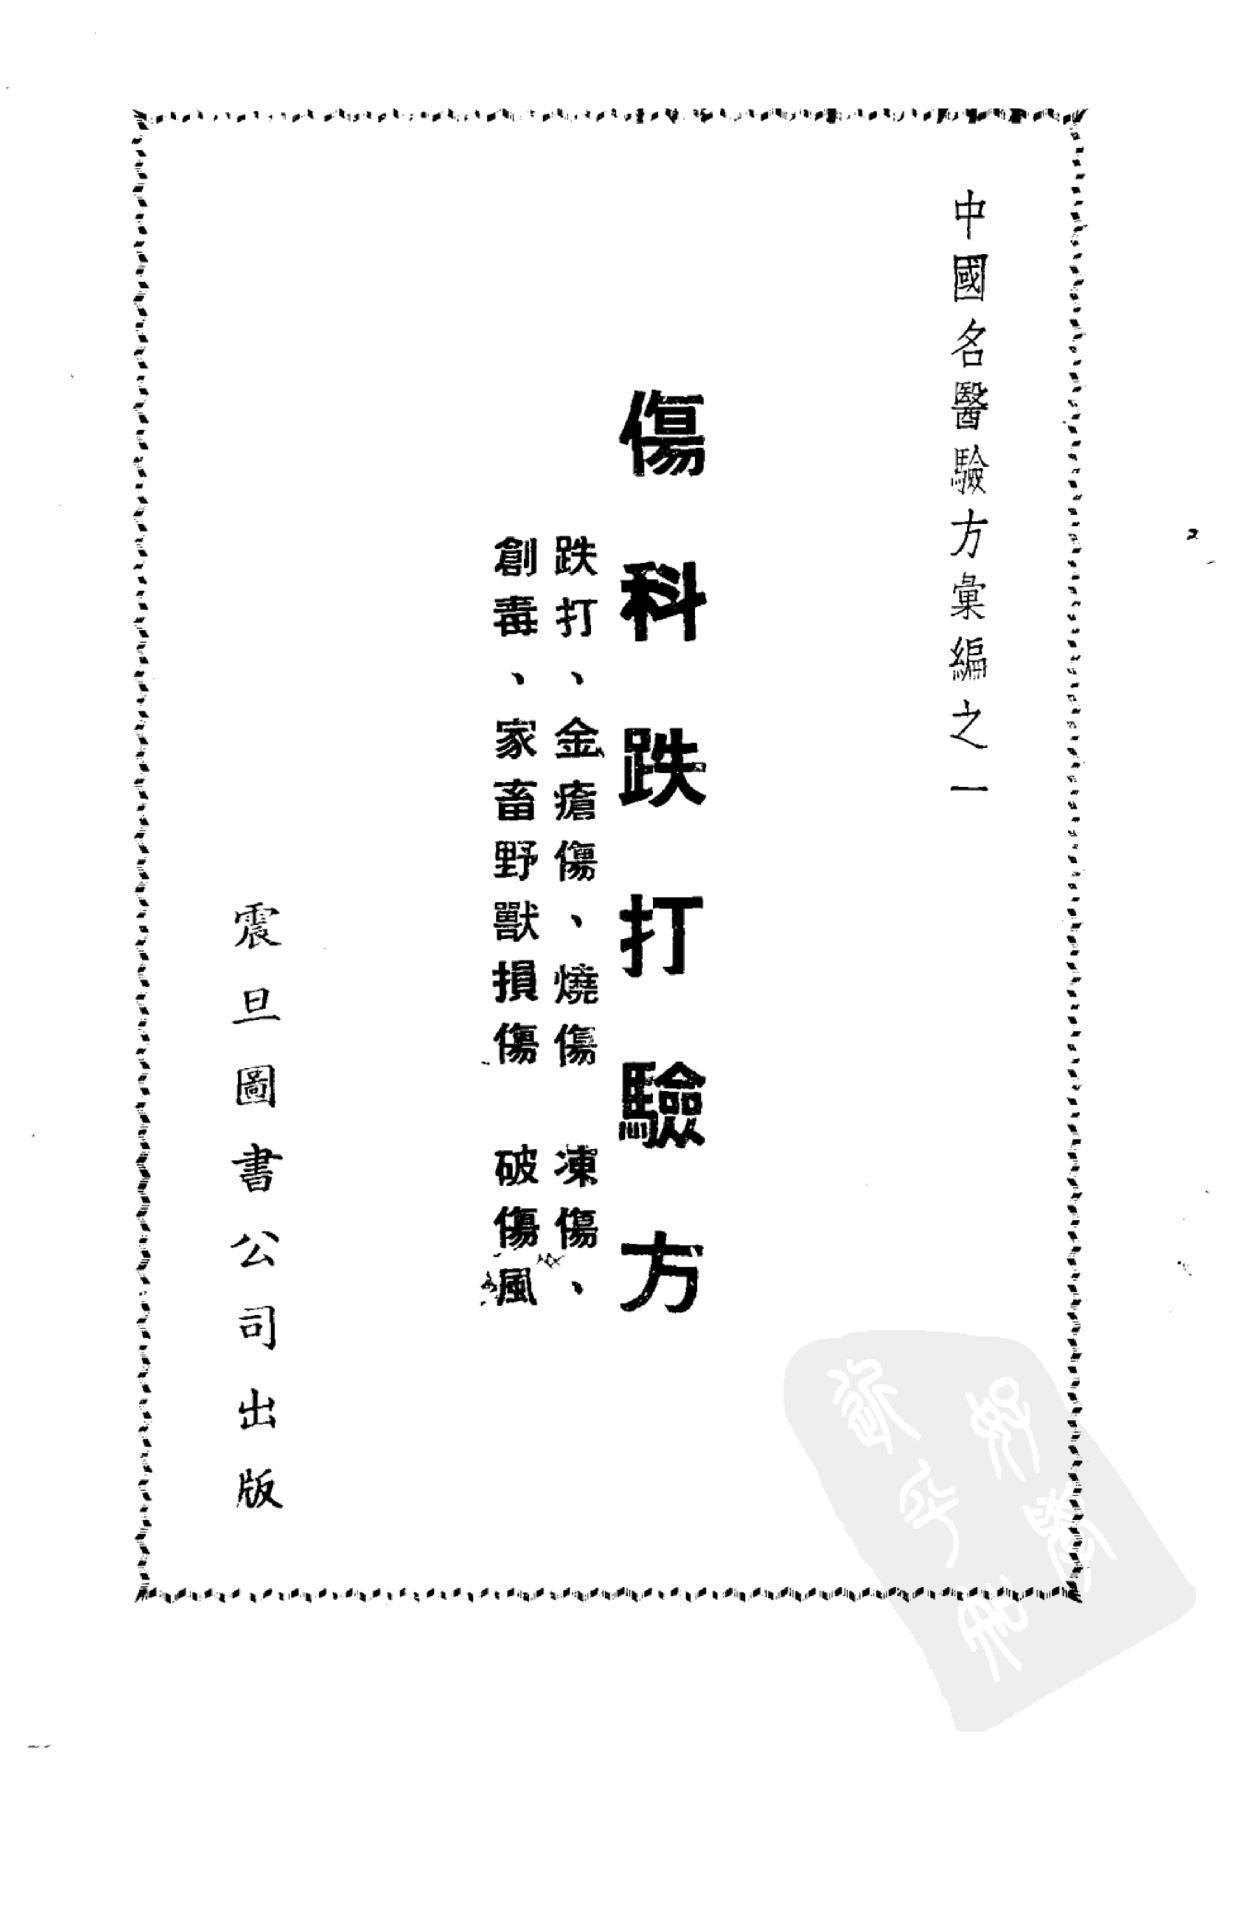 中國名醫驗方彙編之一
傷科跌打驗方
跌打、金瘡傷、燒傷 凍傷、
創毒、家畜野獸損傷 破傷風
震旦圖書公司出版